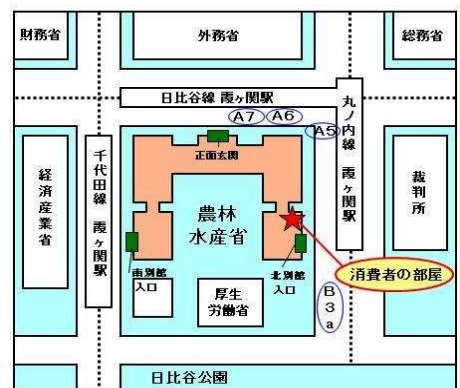 財務省
外務省
総務省
日比谷線 霞ヶ関駅
A7
A6
A5
丸ノ内線 霞ヶ関駅
正面玄関
経済産業省
千代田線 霞ヶ関駅
農林
水産省
裁判所
消費者の部屋
南別館
入口
北別館
入口
厚生
労働省
B3a
日比谷公園